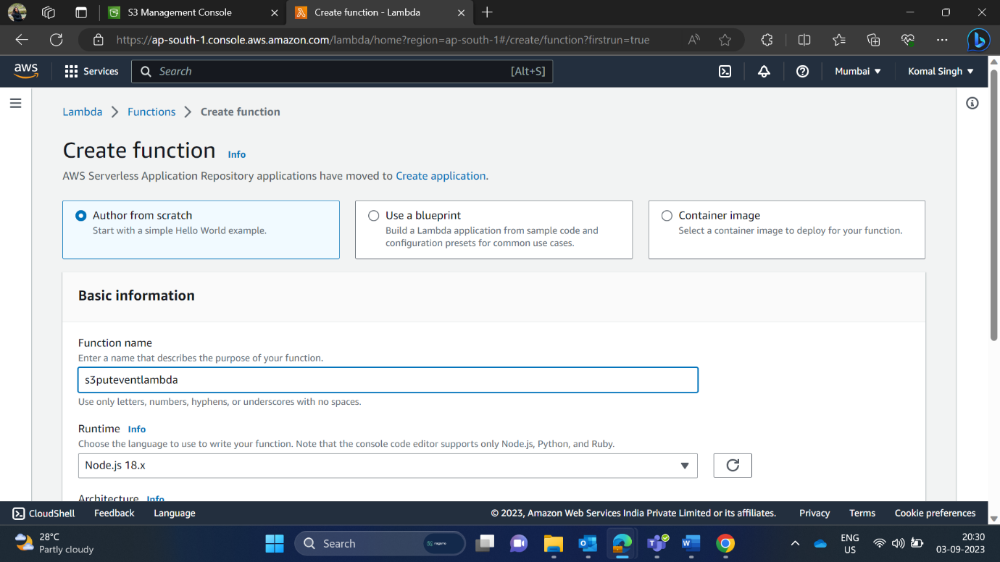 S3 Management Console
Create function - Lambda
https://ap-south-1.console.aws.amazon.com/lambda/home?region=ap-south-1#/create/function?firstrun=true
aws
Services
Search
[Alt+S]
Mumbai
Komal Singh
Lambda
Functions
Create function
Create function
Info
AWS Serverless Application Repository applications have moved to Create application.
Author from scratch
Start with a simple Hello World example.
Use a blueprint
Build a Lambda application from sample code and
configuration presets for common use cases.
Container image
Select a container image to deploy for your function.
Basic information
Function name
Enter a name that describes the purpose of your function.
s3puteventlambda
Use only letters, numbers, hyphens, or underscores with no spaces.
Runtime Info
Choose the language to use to write your function. Note that the console code editor supports only Node.js, Python, and Ruby.
Node.js 18.x
Architecture Info
CloudShell
Feedback
Language
© 2023, Amazon Web Services India Private Limited or its affiliates.
Privacy
Terms
Cookie preferences
28°C
Partly cloudy
Search
ENG
US
20:30
03-09-2023